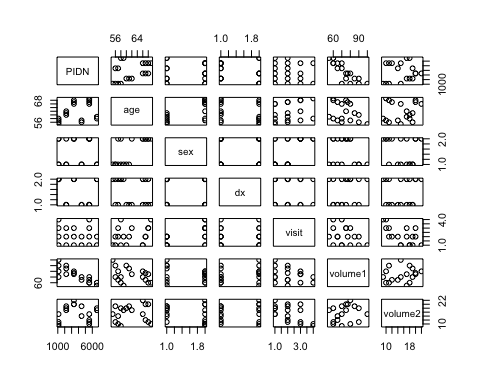 56 64 1.0 1.8 60 90
PIDN 1000
56 68 age
sex 1.0 2.0
1.0 2.0 dx
visit 1.0 4.0
60 volume1
volume2 10 22
1000 6000 1.0 1.8 1.0 3.0 10 18